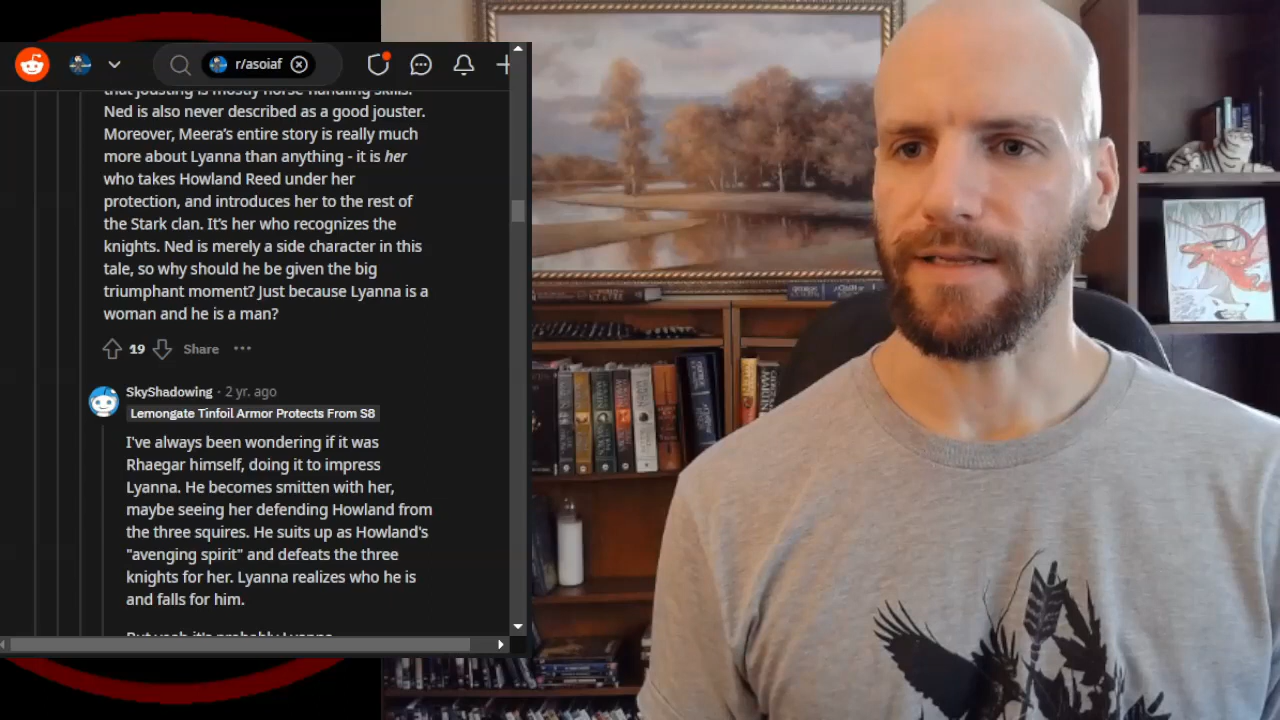 r/asoiaf
that jousting is mostly horse-handling skills.
Ned is also never described as a good jouster.
Moreover, Meera's entire story is really much
more about Lyanna than anything - it is her
who takes Howland Reed under her
protection, and introduces her to the rest of
the Stark clan. It's her who recognizes the
knights. Ned is merely a side character in this
tale, so why should he be given the big
triumphant moment? Just because Lyanna is a
woman and he is a man?
19
Share
SkyShadowing · 2 yr. ago
Lemongate Tinfoil Armor Protects From S8
I've always been wondering if it was
Rhaegar himself, doing it to impress
Lyanna. He becomes smitten with her,
maybe seeing her defending Howland from
the three squires. He suits up as Howland's
"avenging spirit" and defeats the three
knights for her. Lyanna realizes who he is
and falls for him.
But yeah it's probably Lyanna.